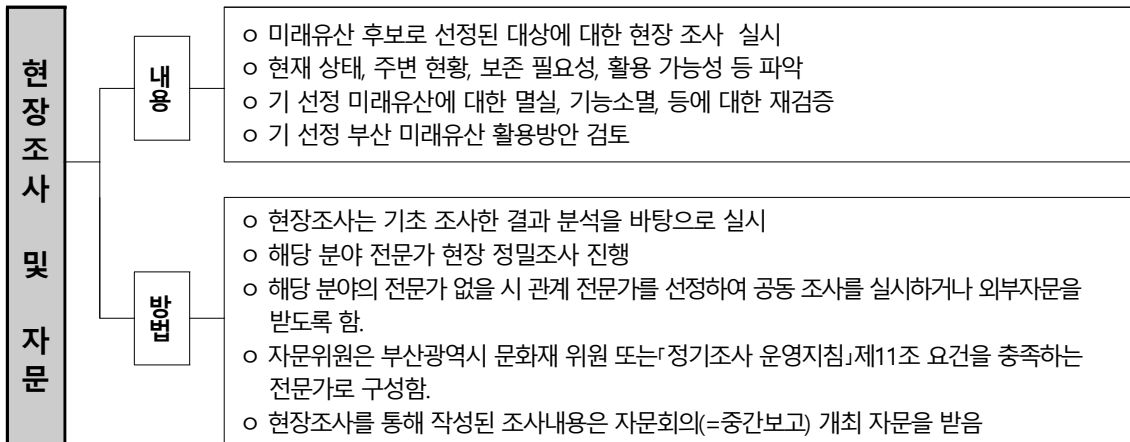 현장조사 및 자문
내용
ㅇ 미래유산 후보로 선정된 대상에 대한 현장 조사 실시
ㅇ 현재 상태, 주변 현황, 보존 필요성, 활용 가능성 등 파악
ㅇ 기 선정 미래유산에 대한 멸실, 기능소멸, 등에 대한 재검증
ㅇ 기 선정 부산 미래유산 활용방안 검토
방법
ㅇ 현장조사는 기초 조사한 결과 분석을 바탕으로 실시
ㅇ 해당 분야 전문가 현장 정밀조사 진행
ㅇ 해당 분야의 전문가 없을 시 관계 전문가를 선정하여 공동 조사를 실시하거나 외부자문을
받도록 함.
ㅇ 자문위원은 부산광역시 문화재 위원 또는「정기조사 운영지침」제11조 요건을 충족하는
전문가로 구성함.
ㅇ 현장조사를 통해 작성된 조사내용은 자문회의(=중간보고) 개최 자문을 받음